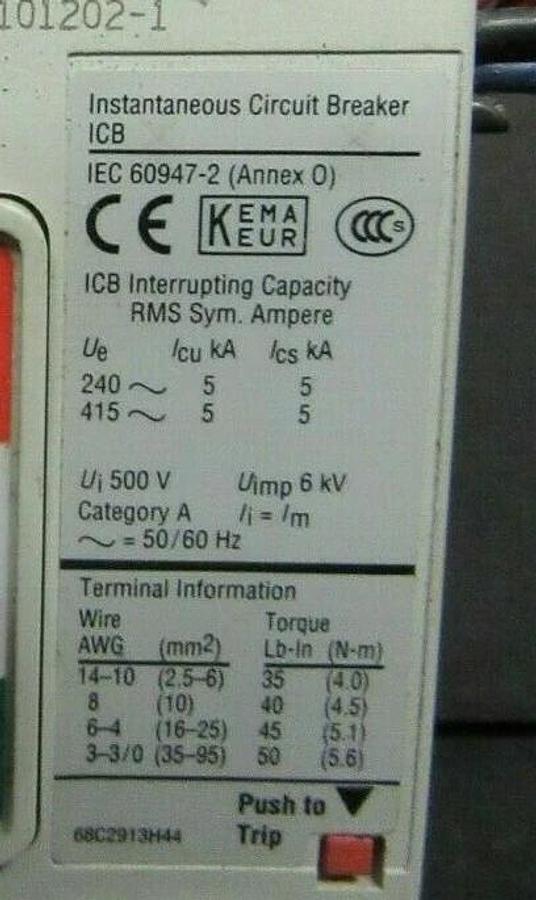 101202-1
Instantaneous Circuit Breaker
ICB
IEC 60947-2 (Annex O)
CE KEMA EUR CCC S
ICB Interrupting Capacity
RMS Sym. Ampere
Ue Icu kA Ics kA
240 ~ 5 5
415 ~ 5 5
Ui 500 V Uimp 6 kV
Category A Ii = Im
~ = 50/60 Hz
Terminal Information
Wire Torque
AWG (mm2) Lb-In (N-m)
14–10 (2.5–6) 35 (4.0)
8 (10) 40 (4.5)
6–4 (16–25) 45 (5.1)
3–3/0 (35–95) 50 (5.6)
Push to ▼
68C2913H44 Trip